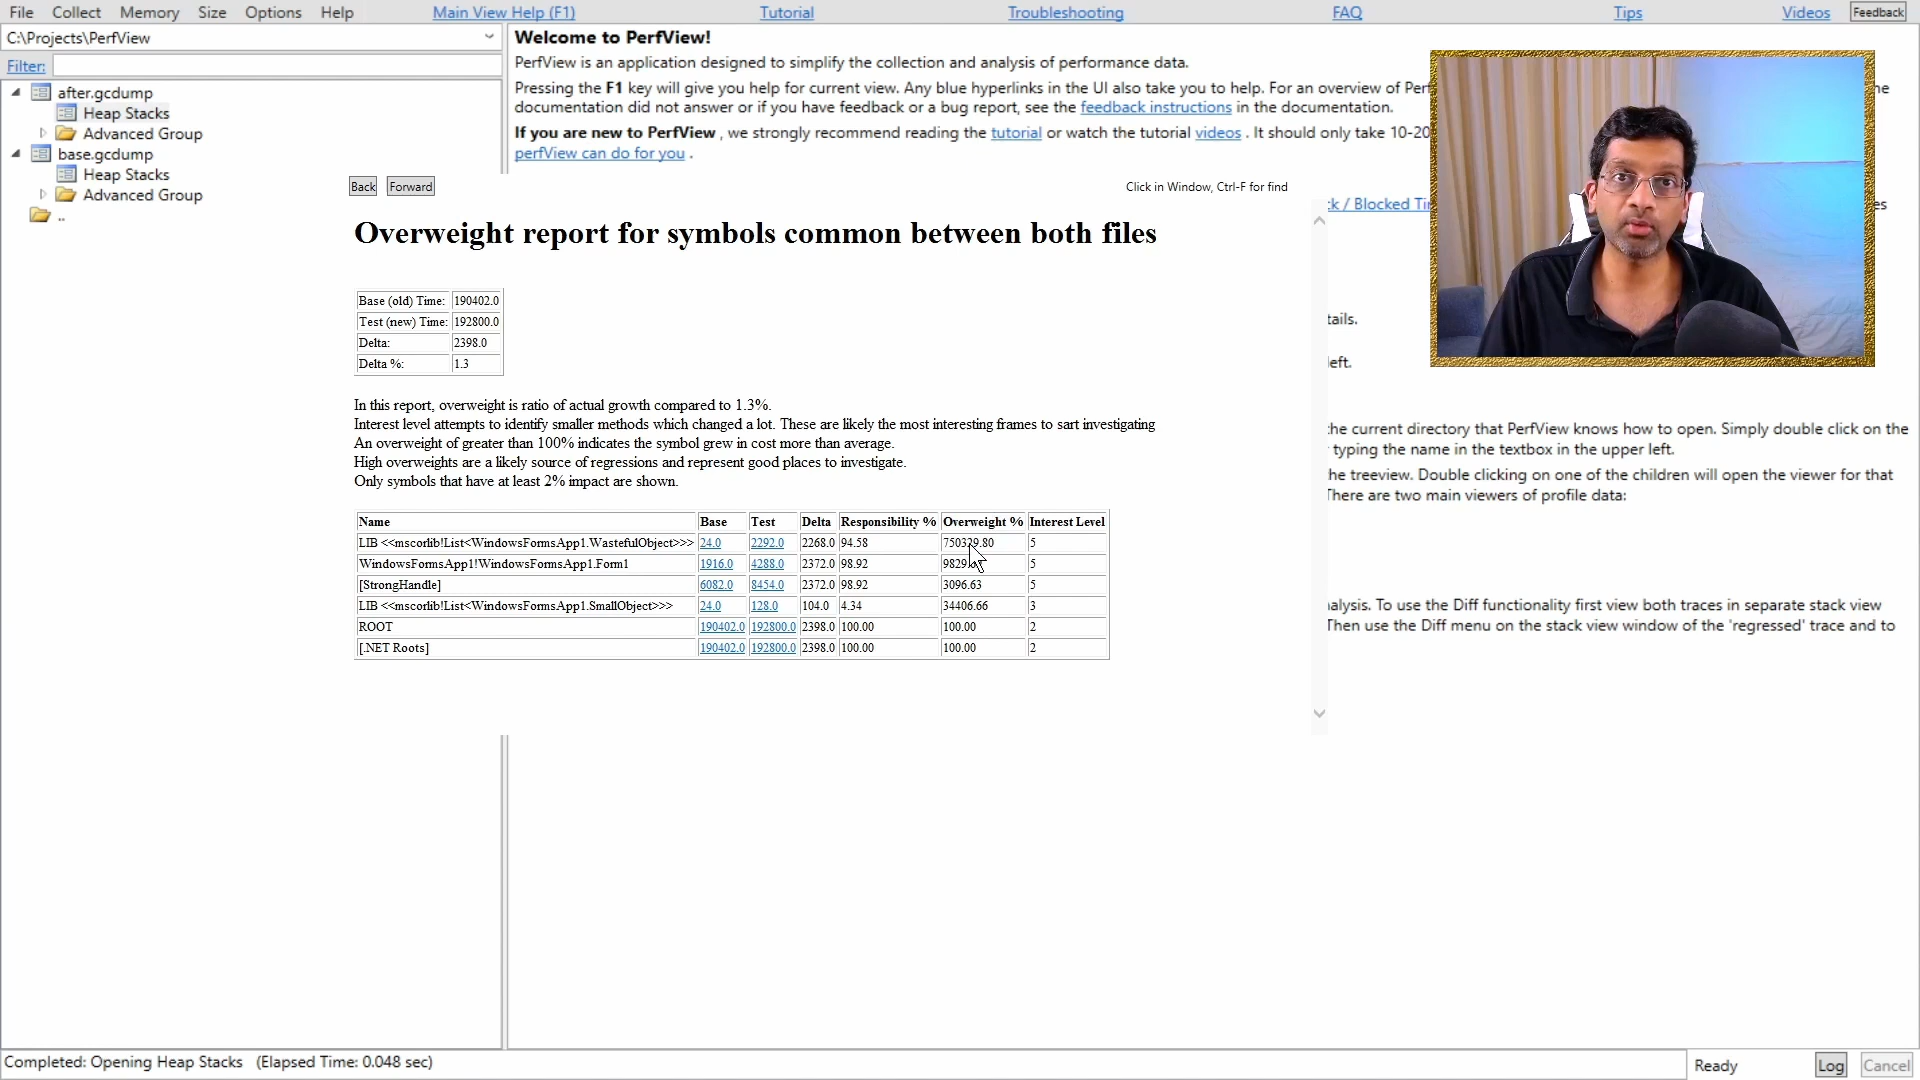 File Collect Memory Size Options Help Main View Help (F1) Tutorial Troubleshooting FAQ Tips Videos Feedback
C:\Projects\PerfView
Filter:
after.gcdump
Heap Stacks
Advanced Group
base.gcdump
Heap Stacks
Advanced Group
..
Welcome to PerfView!
PerfView is an application designed to simplify the collection and analysis of performance data.
Pressing the F1 key will give you help for current view. Any blue hyperlinks in the UI also take you to help. For an overview of
documentation did not answer or if you have feedback or a bug report, see the feedback instructions in the documentation.
If you are new to PerfView , we strongly recommend reading the tutorial or watch the tutorial videos . It should only take 10-20
perfView can do for you .
Back Forward Click in Window, Ctrl-F for find
/ Blocked
Overweight report for symbols common between both files
Base (old) Time: 190402.0
Test (new) Time: 192800.0
Delta: 2398.0
Delta %: 1.3
tails.
left.
In this report, overweight is ratio of actual growth compared to 1.3%.
Interest level attempts to identify smaller methods which changed a lot. These are likely the most interesting frames to sart investigating
An overweight of greater than 100% indicates the symbol grew in cost more than average.
High overweights are a likely source of regressions and represent good places to investigate.
Only symbols that have at least 2% impact are shown.
the current directory that PerfView knows how to open. Simply double click on the
typing the name in the textbox in the upper left.
the treeview. Double clicking on one of the children will open the viewer for that
There are two main viewers of profile data:
Name Base Test Delta Responsibility % Overweight % Interest Level
LIB <<mscorlib!List<WindowsFormsApp1.WastefulObject>>> 24.0 2292.0 2268.0 94.58 5
WindowsFormsApp1!WindowsFormsApp1.Form1 1916.0 4288.0 2372.0 98.92 5
[StrongHandle] 6082.0 8454.0 2372.0 98.92 3096.63 5
LIB <<mscorlib!List<WindowsFormsApp1.SmallObject>>> 24.0 128.0 104.0 4.34 34406.66 3
ROOT 190402.0 192800.0 2398.0 100.00 100.00 2
[.NET Roots] 190402.0 192800.0 2398.0 100.00 100.00 2
alysis. To use the Diff functionality first view both traces in separate stack view
Then use the Diff menu on the stack view window of the 'regressed' trace and to
Completed: Opening Heap Stacks (Elapsed Time: 0.048 sec) Ready Log Cancel